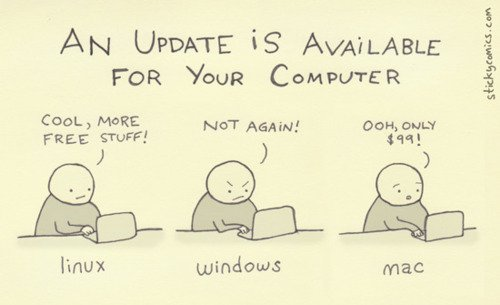 AN UPDATE iS AVAiLABLE
FOR YOUR COMPUTER
stickycomics.com
COOL, MORE
FREE STUFF!
NOT AGAiN!
OOH, ONLY
$99!
linux
windows
mac